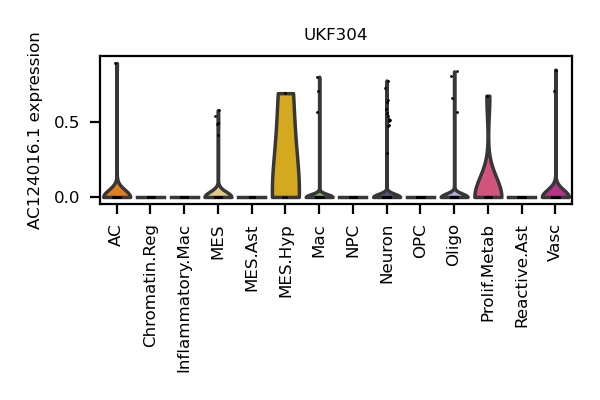 UKF304
AC124016.1 expression
0.5
0.0
AC
Chromatin.Reg
Inflammatory.Mac
MES
MES.Ast
MES.Hyp
Mac
NPC
Neuron
OPC
Oligo
Prolif.Metab
Reactive.Ast
Vasc